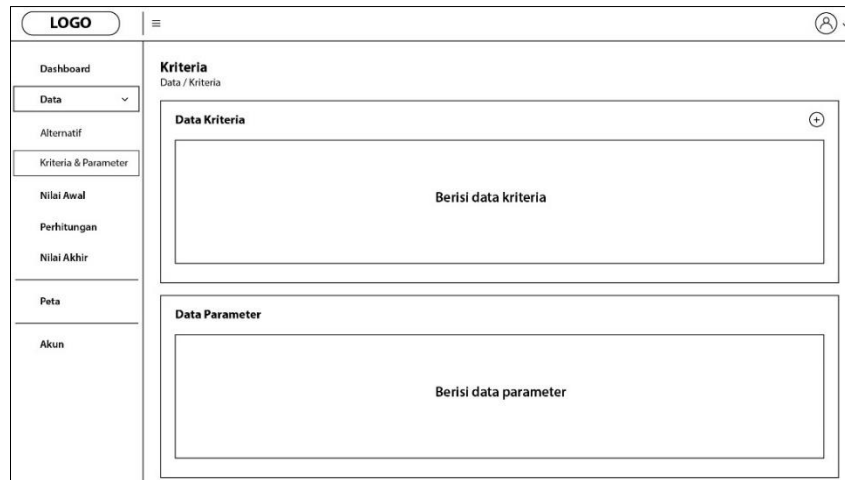 LOGO
Dashboard
Data
Alternatif
Kriteria & Parameter
Nilai Awal
Perhitungan
Nilai Akhir
Peta
Akun
Kriteria
Data / Kriteria
Data Kriteria
Berisi data kriteria
Data Parameter
Berisi data parameter